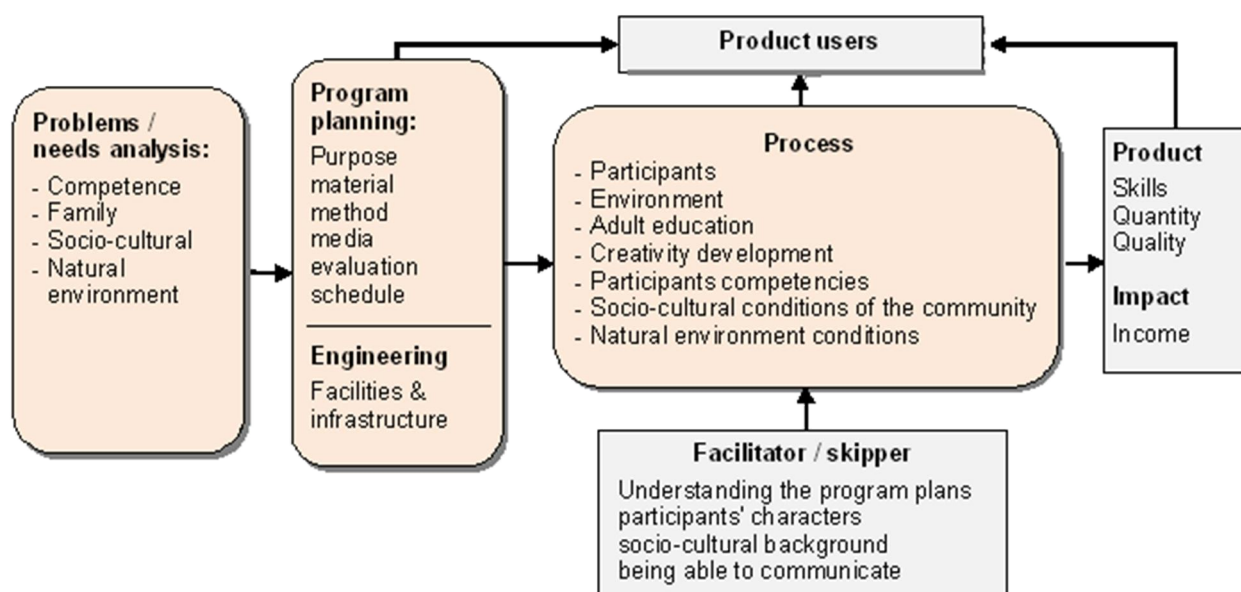 Product users
Problems /
needs analysis:
- Competence
- Family
- Socio-cultural
- Natural
environment
Program
planning:
Purpose
material
method
media
evaluation
schedule
Engineering
Facilities &
infrastructure
Process
- Participants
- Environment
- Adult education
- Creativity development
- Participants competencies
- Socio-cultural conditions of the community
- Natural environment conditions
Product
Skills
Quantity
Quality
Impact
Income
Facilitator / skipper
Understanding the program plans
participants' characters
socio-cultural background
being able to communicate